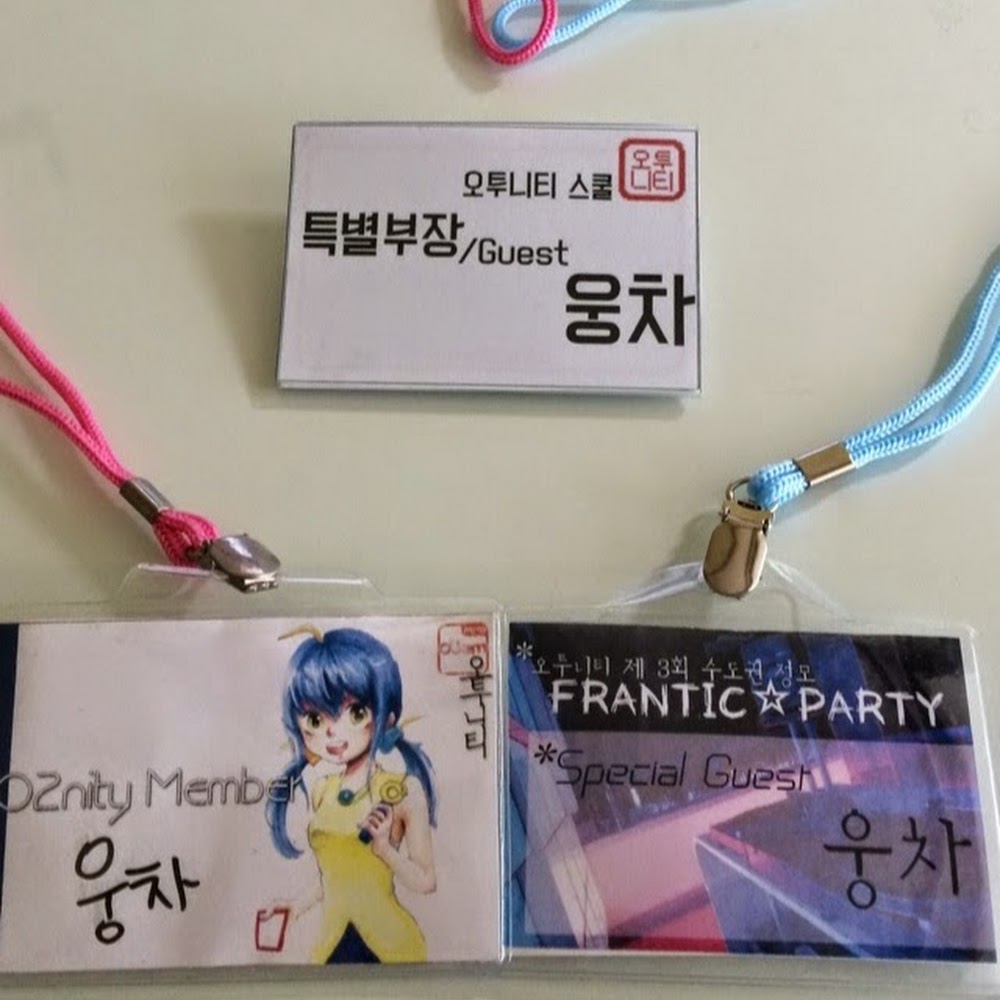 오투니티 스쿨
오투
니티
특별부장/Guest
웅차
오투니티
O2nity Member
웅차
*오투니티 제 3회 수도권 정모
FRANTIC☆PARTY
*Special Guest
웅차